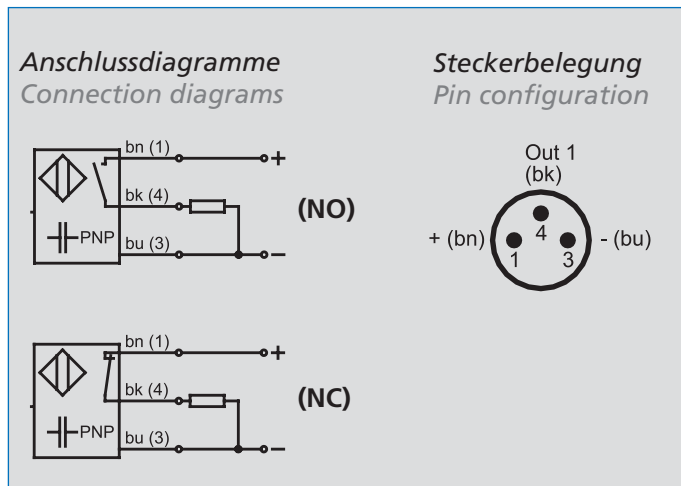 Anschlussdiagramme
Connection diagrams
bn (1)
+
bk (4)
(NO)
PNP
bu (3)
−
bn (1)
+
bk (4)
(NC)
PNP
bu (3)
−
Steckerbelegung
Pin configuration
Out 1
(bk)
+ (bn)
4
- (bu)
1
3